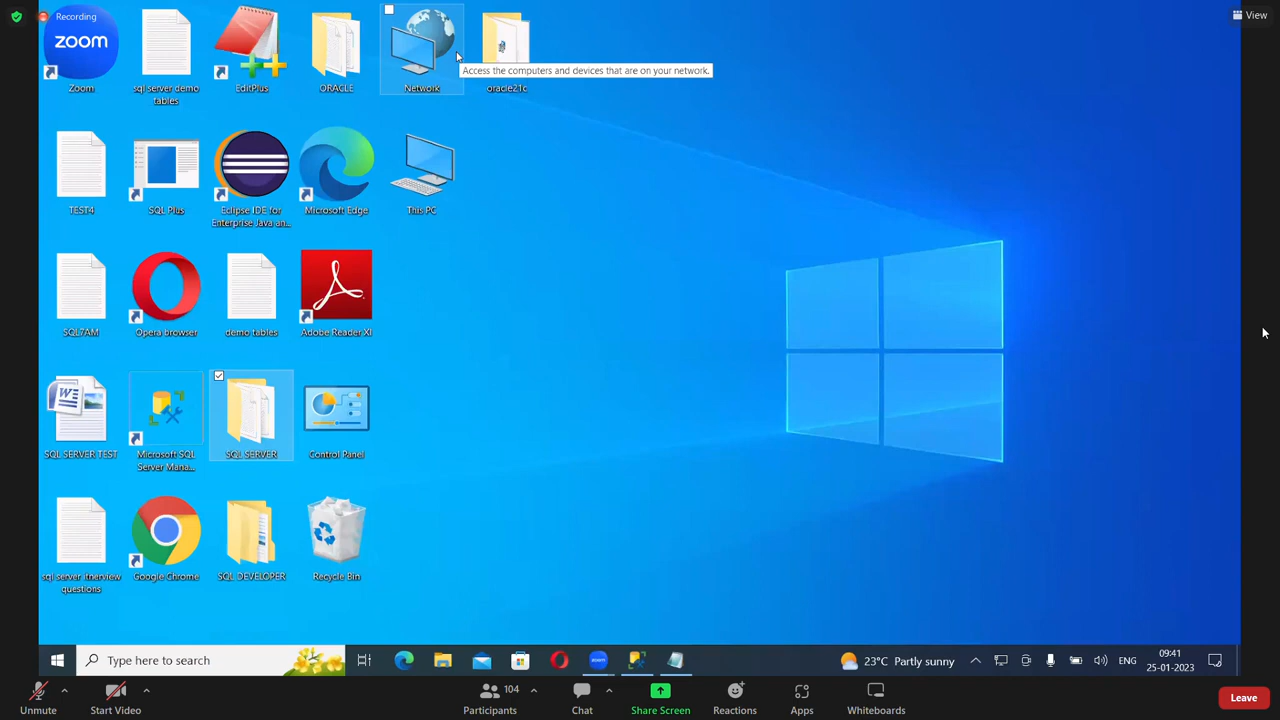 Recording
View
zoom
Zoom
sql server demo
tables
EditPlus
ORACLE
Network
Access the computers and devices that are on your network.
oracle21c
TEST4
SQL Plus
Eclipse IDE for
Enterprise Java an...
Microsoft Edge
This PC
SQL7AM
Opera browser
demo tables
Adobe Reader XI
SQL SERVER TEST
Microsoft SQL
Server Mana...
SQL SERVER
Control Panel
sql server itnerview
questions
Google Chrome
SQL DEVELOPER
Recycle Bin
Type here to search
zoom
23°C Partly sunny
ENG
09:41
25-01-2023
Unmute
Start Video
104
Participants
Chat
Share Screen
Reactions
Apps
Whiteboards
Leave